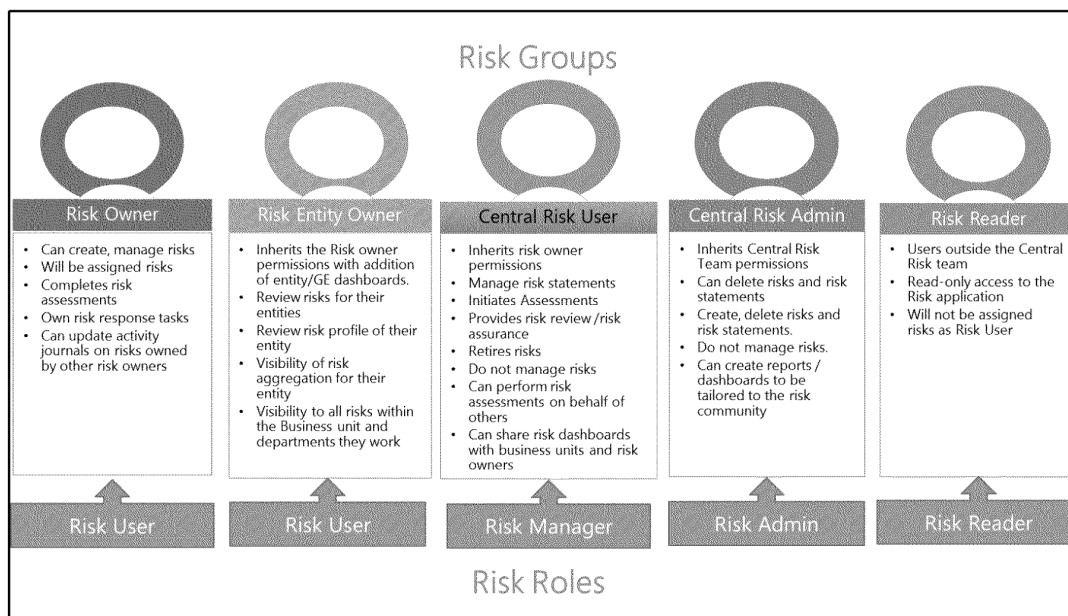 Risk Groups
Risk Owner
• Can create, manage risks
• Will be assigned risks
• Completes risk
assessments
• Own risk response tasks
• Can update activity
journals on risks owned
by other risk owners
Risk Entity Owner
• Inherits the Risk owner
permissions with addition
of entity/GE dashboards.
• Review risks for their
entities
• Review risk profile of their
entity
• Visibility of risk
aggregation for their
entity
• Visibility to all risks within
the Business unit and
departments they work
Central Risk User
• Inherits risk owner
permissions
• Manage risk statements
• Initiates Assessments
• Provides risk review /risk
assurance
• Retires risks
• Do not manage risks
• Can perform risk
assessments on behalf of
others
• Can share risk dashboards
with business units and risk
owners
Central Risk Admin
• Inherits Central Risk
Team permissions
• Can delete risks and risk
statements
• Create, delete risks and
risk statements.
• Do not manage risks.
• Can create reports /
dashboards to be
tailored to the risk
community
Risk Reader
• Users outside the Central
Risk team
• Read-only access to the
Risk application
• Will not be assigned
risks as Risk User
Risk User
Risk User
Risk Manager
Risk Admin
Risk Reader
Risk Roles